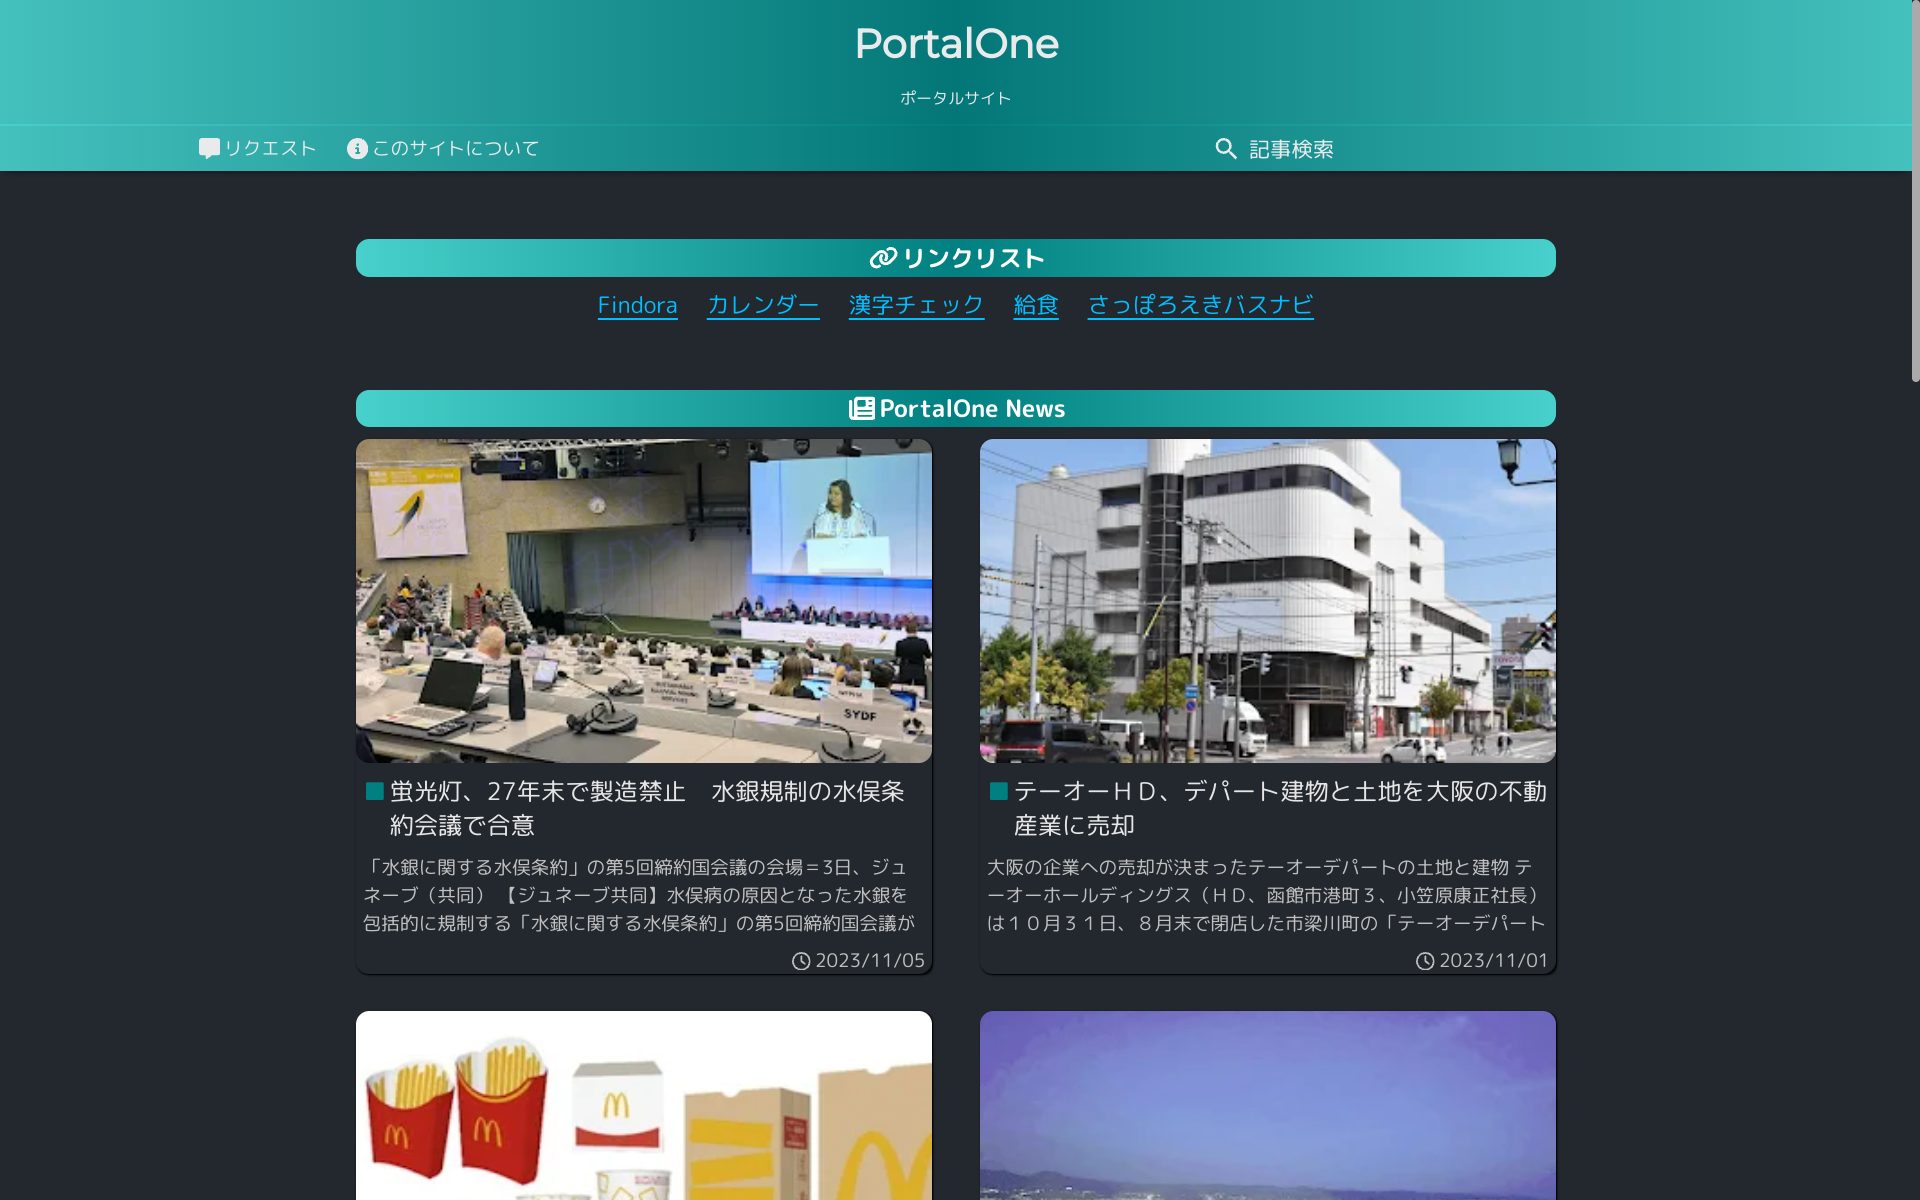 PortalOne
ポータルサイト
リクエスト
このサイトについて
記事検索
リンクリスト
Findora
カレンダー
漢字チェック
給食
さっぽろえきバスナビ
PortalOne News
SYDF
蛍光灯、27年末で製造禁止　水銀規制の水俣条
約会議で合意
「水銀に関する水俣条約」の第5回締約国会議の会場＝3日、ジュ
ネーブ（共同） 【ジュネーブ共同】水俣病の原因となった水銀を
包括的に規制する「水銀に関する水俣条約」の第5回締約国会議が
2023/11/05
テーオーＨＤ、デパート建物と土地を大阪の不動
産業に売却
大阪の企業への売却が決まったテーオーデパートの土地と建物 テ
ーオーホールディングス（ＨＤ、函館市港町３、小笠原康正社長）
は１０月３１日、８月末で閉店した市梁川町の「テーオーデパート
2023/11/01